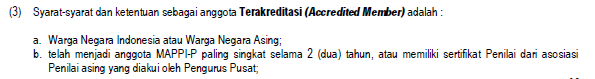 (3) Syarat-syarat dan ketentuan sebagai anggota Terakreditasi (Accredited Member) adalah :
a. Warga Negara Indonesia atau Warga Negara Asing;
b. telah menjadi anggota MAPPI-P paling singkat selama 2 (dua) tahun, atau memiliki sertifikat Penilai dari asosiasi
Penilai asing yang diakui oleh Pengurus Pusat;